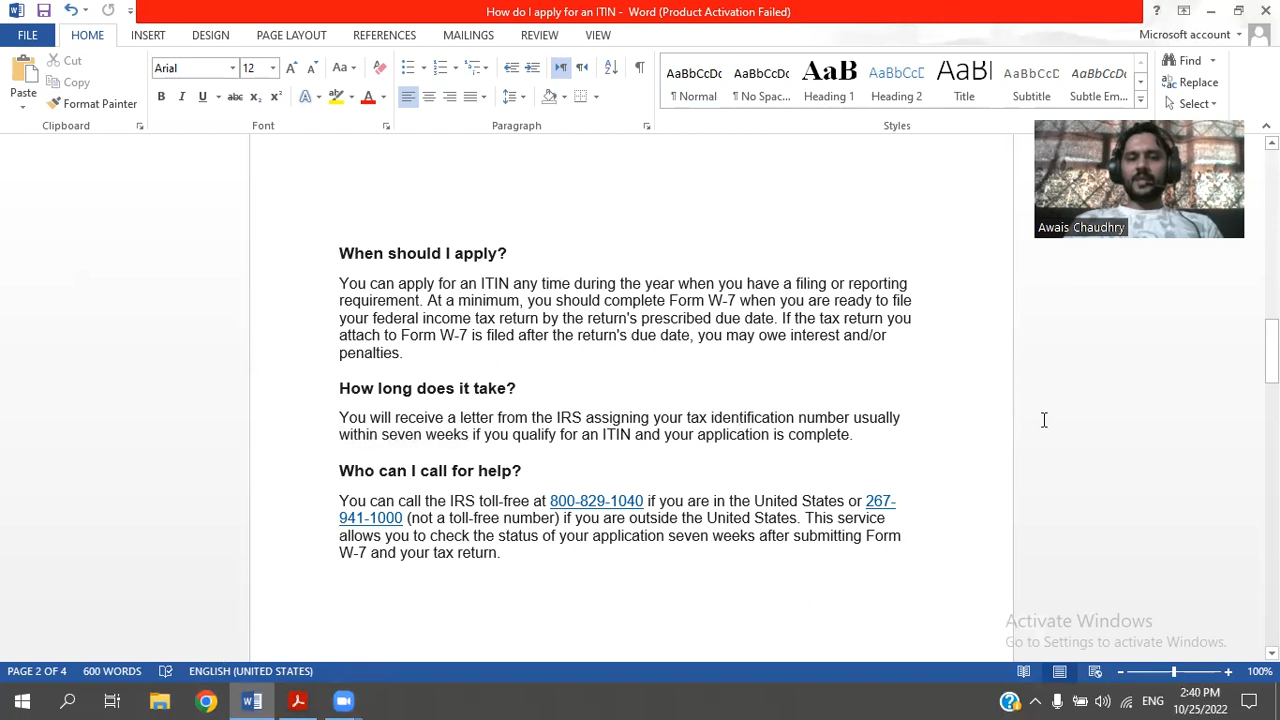 How do I apply for an ITIN - Word (Product Activation Failed)
FILE HOME INSERT DESIGN PAGE LAYOUT REFERENCES MAILINGS REVIEW VIEW Microsoft account
Paste
Cut
Copy
Format Painter
Clipboard
Arial 12
Font
Paragraph
AaBbCcDc AaBbCcDc AaBb AaBbCcD AaBl AaBbCcD AaBbCcDc
¶ Normal ¶ No Spac... Heading 1 Heading 2 Title Subtitle Subtle Em...
Styles
Find
Replace
Select
Awais Chaudhry
When should I apply?
You can apply for an ITIN any time during the year when you have a filing or reporting
requirement. At a minimum, you should complete Form W-7 when you are ready to file
your federal income tax return by the return's prescribed due date. If the tax return you
attach to Form W-7 is filed after the return's due date, you may owe interest and/or
penalties.
How long does it take?
You will receive a letter from the IRS assigning your tax identification number usually
within seven weeks if you qualify for an ITIN and your application is complete.
Who can I call for help?
You can call the IRS toll-free at 800-829-1040 if you are in the United States or 267-
941-1000 (not a toll-free number) if you are outside the United States. This service
allows you to check the status of your application seven weeks after submitting Form
W-7 and your tax return.
Activate Windows
Go to Settings to activate Windows.
PAGE 2 OF 4 600 WORDS ENGLISH (UNITED STATES) 100%
ENG 2:40 PM
10/25/2022